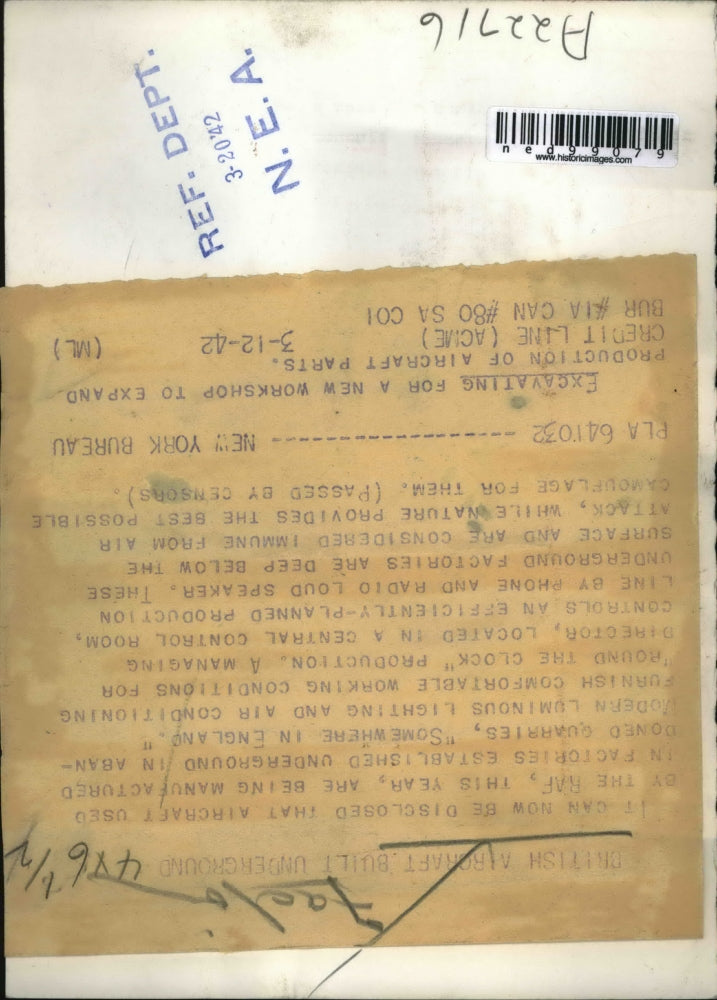 A22716
ned99079
www.historicimages.com
REF. DEPT.
3-2042
N.E.A.
BRITISH AIRCRAFT BUILT UNDERGROUND
IT CAN NOW BE DISCLOSED THAT AIRCRAFT USED
BY THE RAF, THIS YEAR, ARE BEING MANUFACTURED
IN FACTORIES ESTABLISHED UNDERGROUND IN ABAN-
DONED QUARRIES, "SOMEWHERE IN ENGLAND."
MODERN LUMINOUS LIGHTING AND AIR CONDITIONING
FURNISH COMFORTABLE WORKING CONDITIONS FOR
"ROUND THE CLOCK" PRODUCTION. A MANAGING
DIRECTOR, LOCATED IN A CENTRAL CONTROL ROOM,
CONTROLS AN EFFICIENTLY-PLANNED PRODUCTION
LINE BY PHONE AND RADIO LOUD SPEAKER. THESE
UNDERGROUND FACTORIES ARE DEEP BELOW THE
SURFACE AND ARE CONSIDERED IMMUNE FROM AIR
ATTACK, WHILE NATURE PROVIDES THE BEST POSSIBLE
CAMOUFLAGE FOR THEM. (PASSED BY CENSORS).
PLA 641032 -------------------- NEW YORK BUREAU
EXCAVATING FOR A NEW WORKSHOP TO EXPAND
PRODUCTION OF AIRCRAFT PARTS.
CREDIT LINE (ACME) 3-12-42 (ML)
BUR #1A CAN #80 SA COI